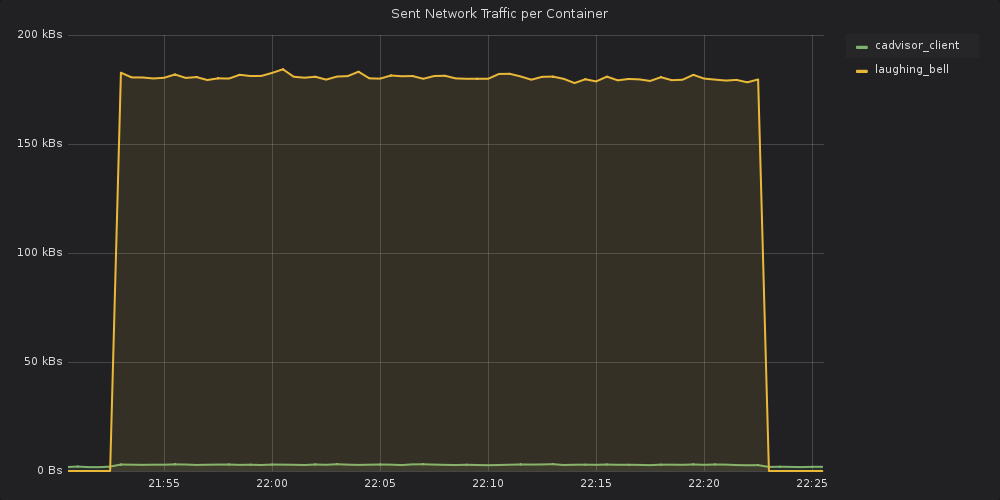 Sent Network Traffic per Container
200 kBs
150 kBs
100 kBs
50 kBs
0 Bs
21:55 22:00 22:05 22:10 22:15 22:20 22:25
cadvisor_client
laughing_bell